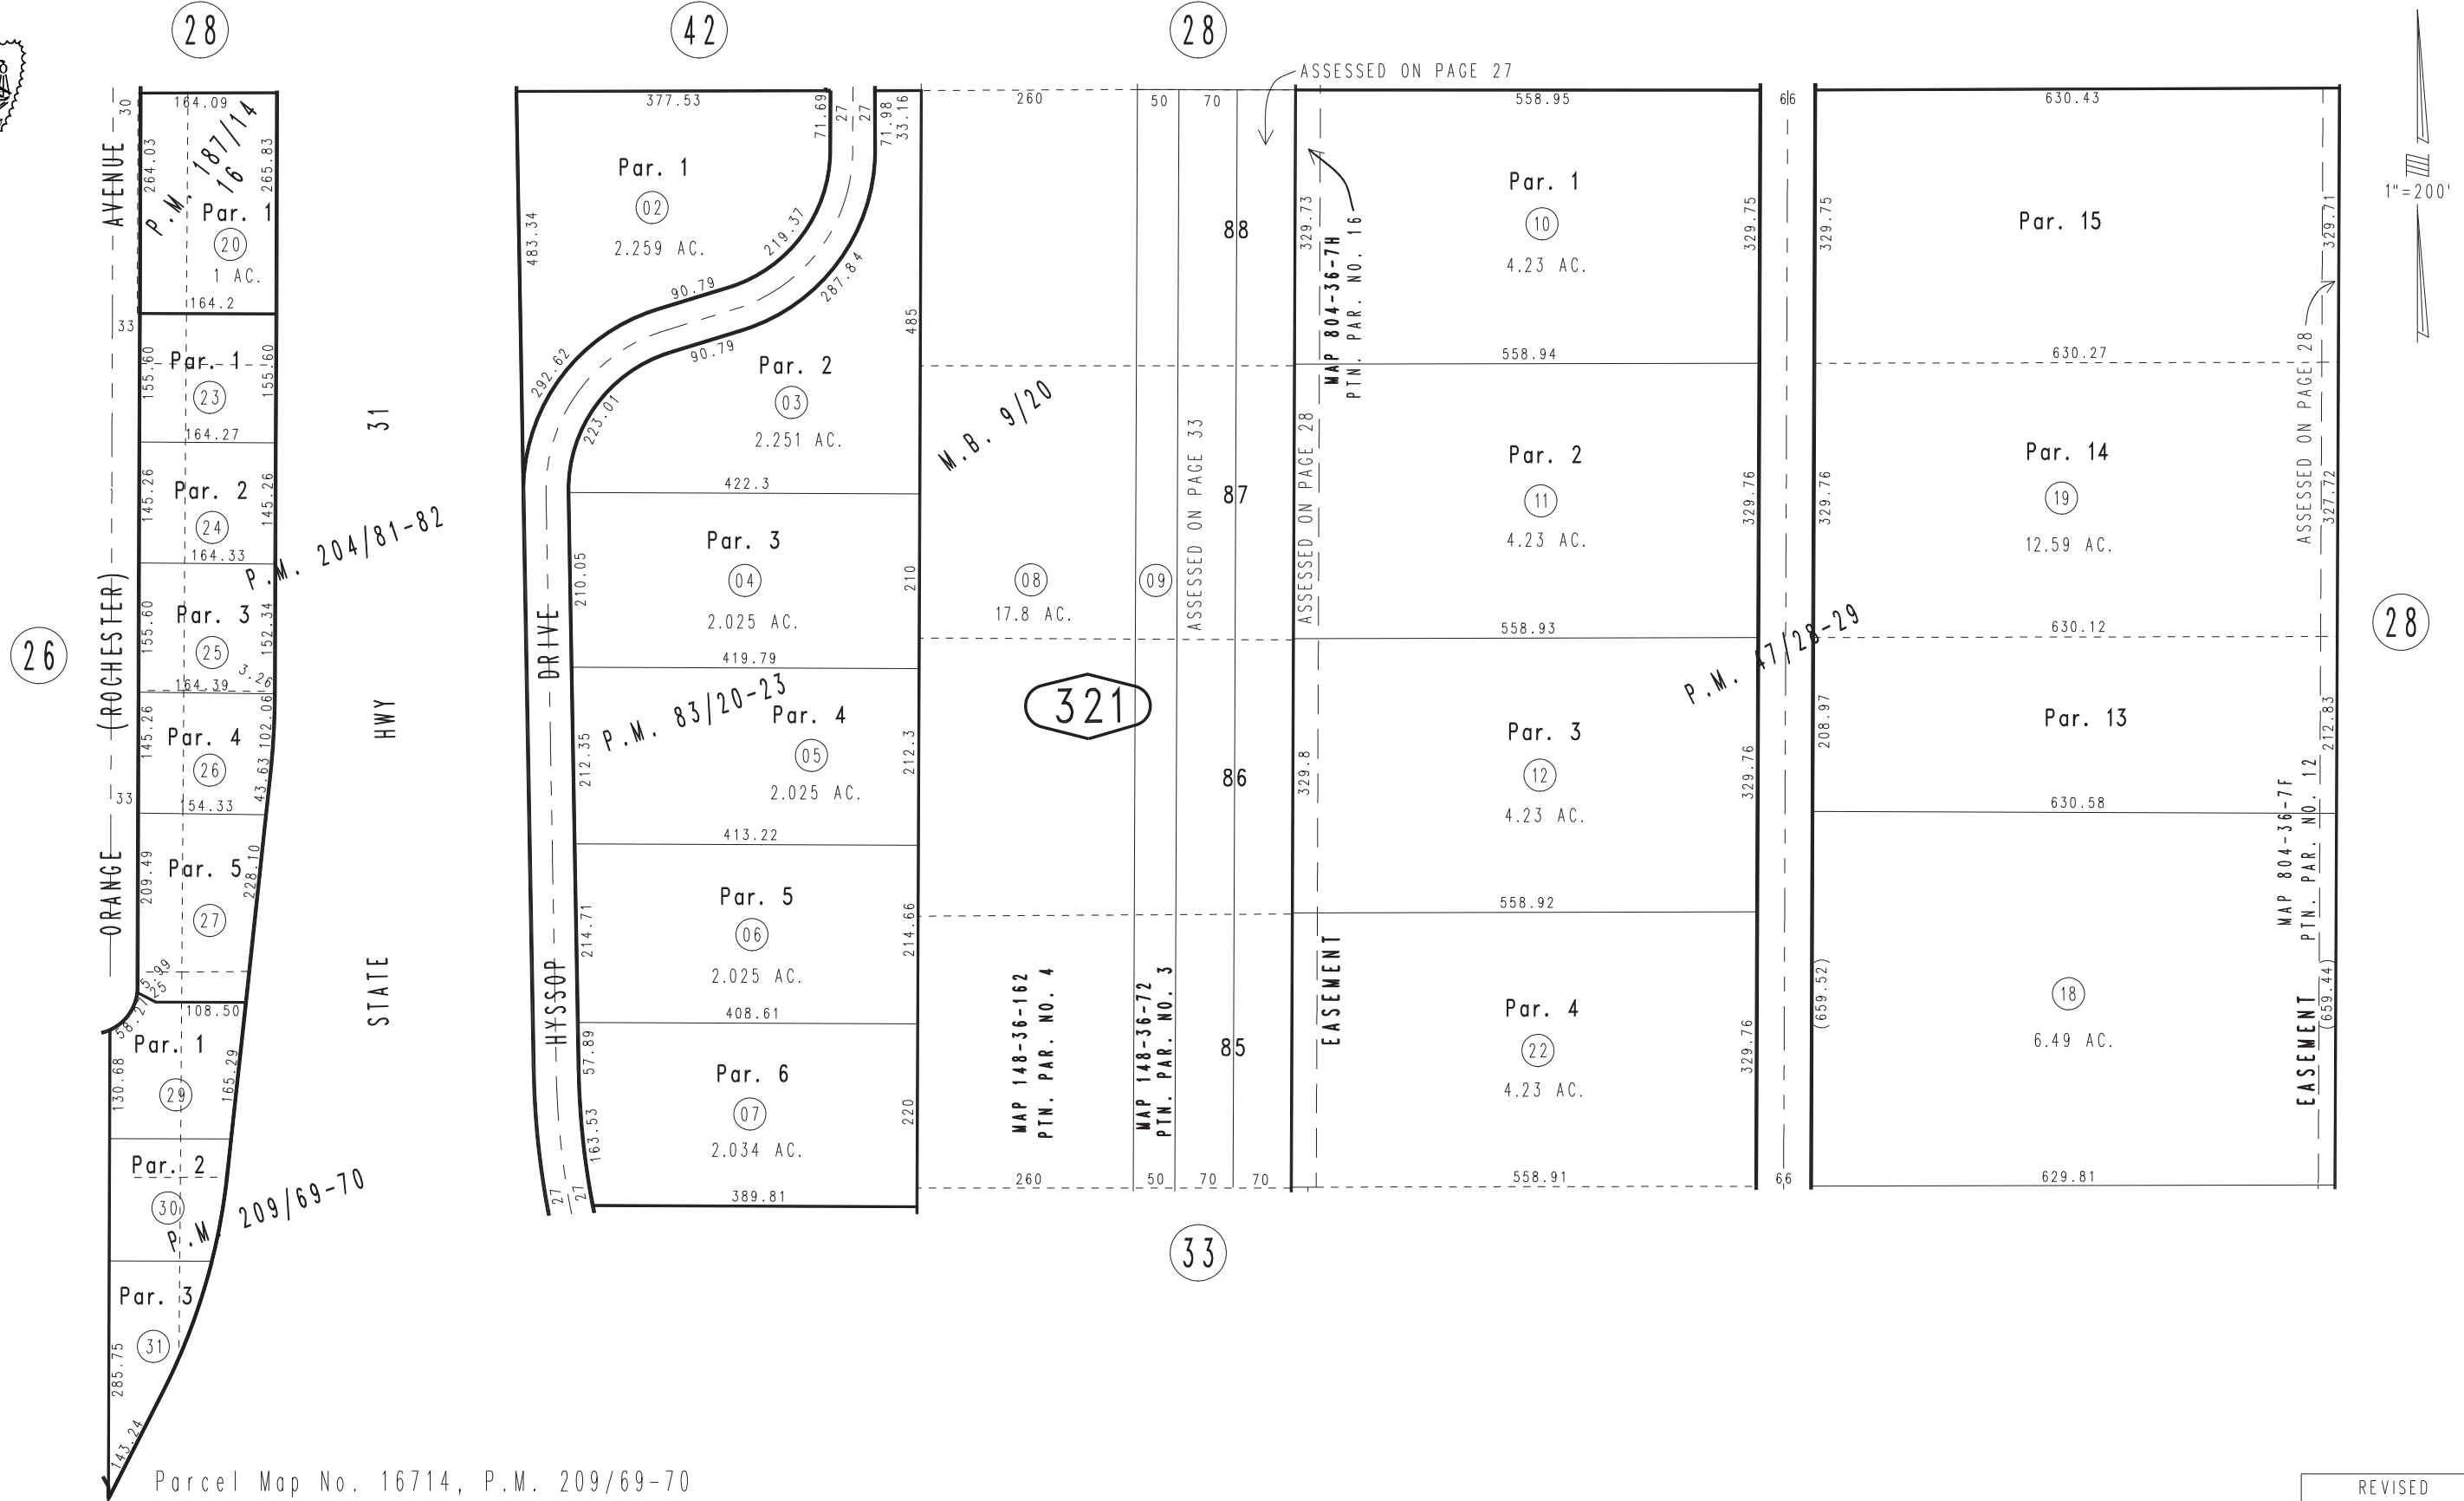 28
42
28
ASSESSED ON PAGE 27
1"=200'
30
164.09
264.03
265.83
P.M. 187/14
16
Par. 1
20
1 AC.
164.2
33
155.60
Par. 1
155.60
23
164.27
145.26
Par. 2
145.26
24
164.33
P.M. 204/81-82
155.60
Par. 3
152.34
25
3.26
164.39
145.26
Par. 4
102.06
26
43.63
33
154.33
209.49
Par. 5
228.10
27
25
108.50
Par. 1
130.68
29
165.29
Par. 2
30
P.M. 209/69-70
Par. 3
31
285.75
143.24
AVENUE
(ROCHESTER)
ORANGE
26
31
HWY
STATE
377.53
71.69
27
27
71.98
33.16
Par. 1
02
2.259 AC.
483.34
219.37
90.79
287.84
90.79
292.62
223.01
485
Par. 2
03
2.251 AC.
422.3
Par. 3
04
2.025 AC.
210.05
210
419.79
P.M. 83/20-23
Par. 4
05
2.025 AC.
212.35
212.3
413.22
Par. 5
06
2.025 AC.
214.71
214.66
408.61
57.89
Par. 6
07
2.034 AC.
163.53
220
27
27
389.81
DRIVE
HYSSOP
260
50
70
M.B. 9/20
88
87
86
85
08
17.8 AC.
09
ASSESSED ON PAGE 33
321
MAP 148-36-162
PTN. PAR. NO. 4
MAP 148-36-72
PTN. PAR. NO. 3
260
50
70
70
33
558.95
329.73
MAP 804-36-7H
PTN. PAR. NO. 16
Par. 1
10
4.23 AC.
329.75
558.94
ASSESSED ON PAGE 28
Par. 2
11
4.23 AC.
329.76
558.93
329.8
Par. 3
12
4.23 AC.
329.76
558.92
EASEMENT
Par. 4
22
4.23 AC.
329.76
558.91
66
66
P.M. 47/28-29
630.43
329.75
Par. 15
329.71
630.27
ASSESSED ON PAGE 28
329.76
Par. 14
19
12.59 AC.
327.72
630.12
208.97
Par. 13
212.83
630.58
MAP 804-36-7F
PTN. PAR. NO. 12
(659.52)
18
6.49 AC.
(659.44)
EASEMENT
629.81
28
Parcel Map No. 16714, P.M. 209/69-70
REVISED